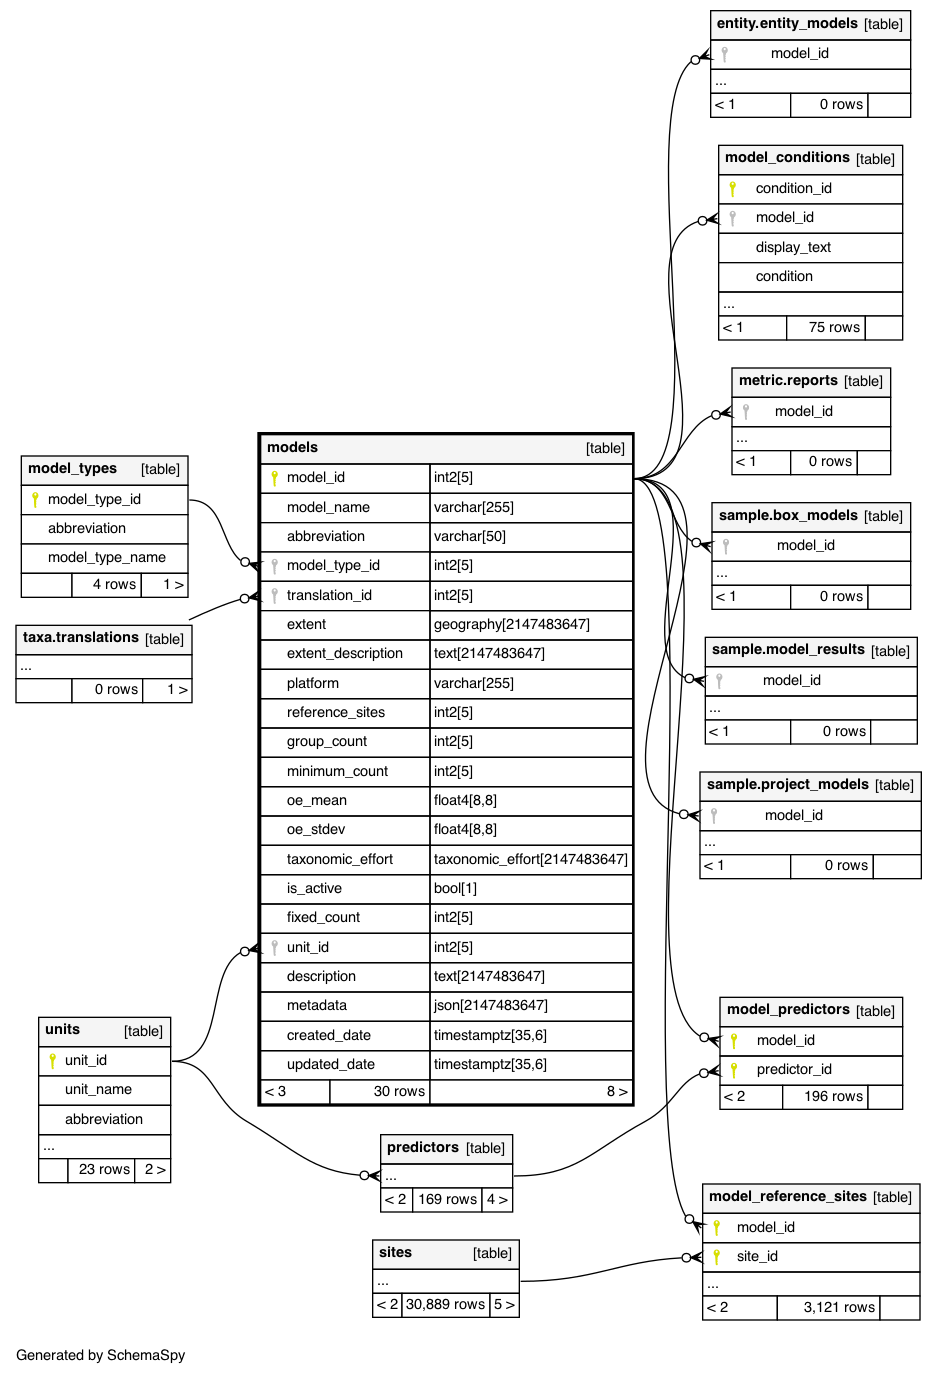 entity.entity_models [table]
model_id
...
< 1 0 rows
model_conditions [table]
condition_id
model_id
display_text
condition
...
< 1 75 rows
metric.reports [table]
model_id
...
< 1 0 rows
models [table]
model_id int2[5]
model_name varchar[255]
abbreviation varchar[50]
model_type_id int2[5]
translation_id int2[5]
extent geography[2147483647]
extent_description text[2147483647]
platform varchar[255]
reference_sites int2[5]
group_count int2[5]
minimum_count int2[5]
oe_mean float4[8,8]
oe_stdev float4[8,8]
taxonomic_effort taxonomic_effort[2147483647]
is_active bool[1]
fixed_count int2[5]
unit_id int2[5]
description text[2147483647]
metadata json[2147483647]
created_date timestamptz[35,6]
updated_date timestamptz[35,6]
< 3 30 rows 8 >
model_types [table]
model_type_id
abbreviation
model_type_name
4 rows 1 >
taxa.translations [table]
...
0 rows 1 >
sample.box_models [table]
model_id
...
< 1 0 rows
sample.model_results [table]
model_id
...
< 1 0 rows
sample.project_models [table]
model_id
...
< 1 0 rows
units [table]
unit_id
unit_name
abbreviation
...
23 rows 2 >
model_predictors [table]
model_id
predictor_id
< 2 196 rows
predictors [table]
...
< 2 169 rows 4 >
model_reference_sites [table]
model_id
site_id
...
< 2 3,121 rows
sites [table]
...
< 2 30,889 rows 5 >
Generated by SchemaSpy